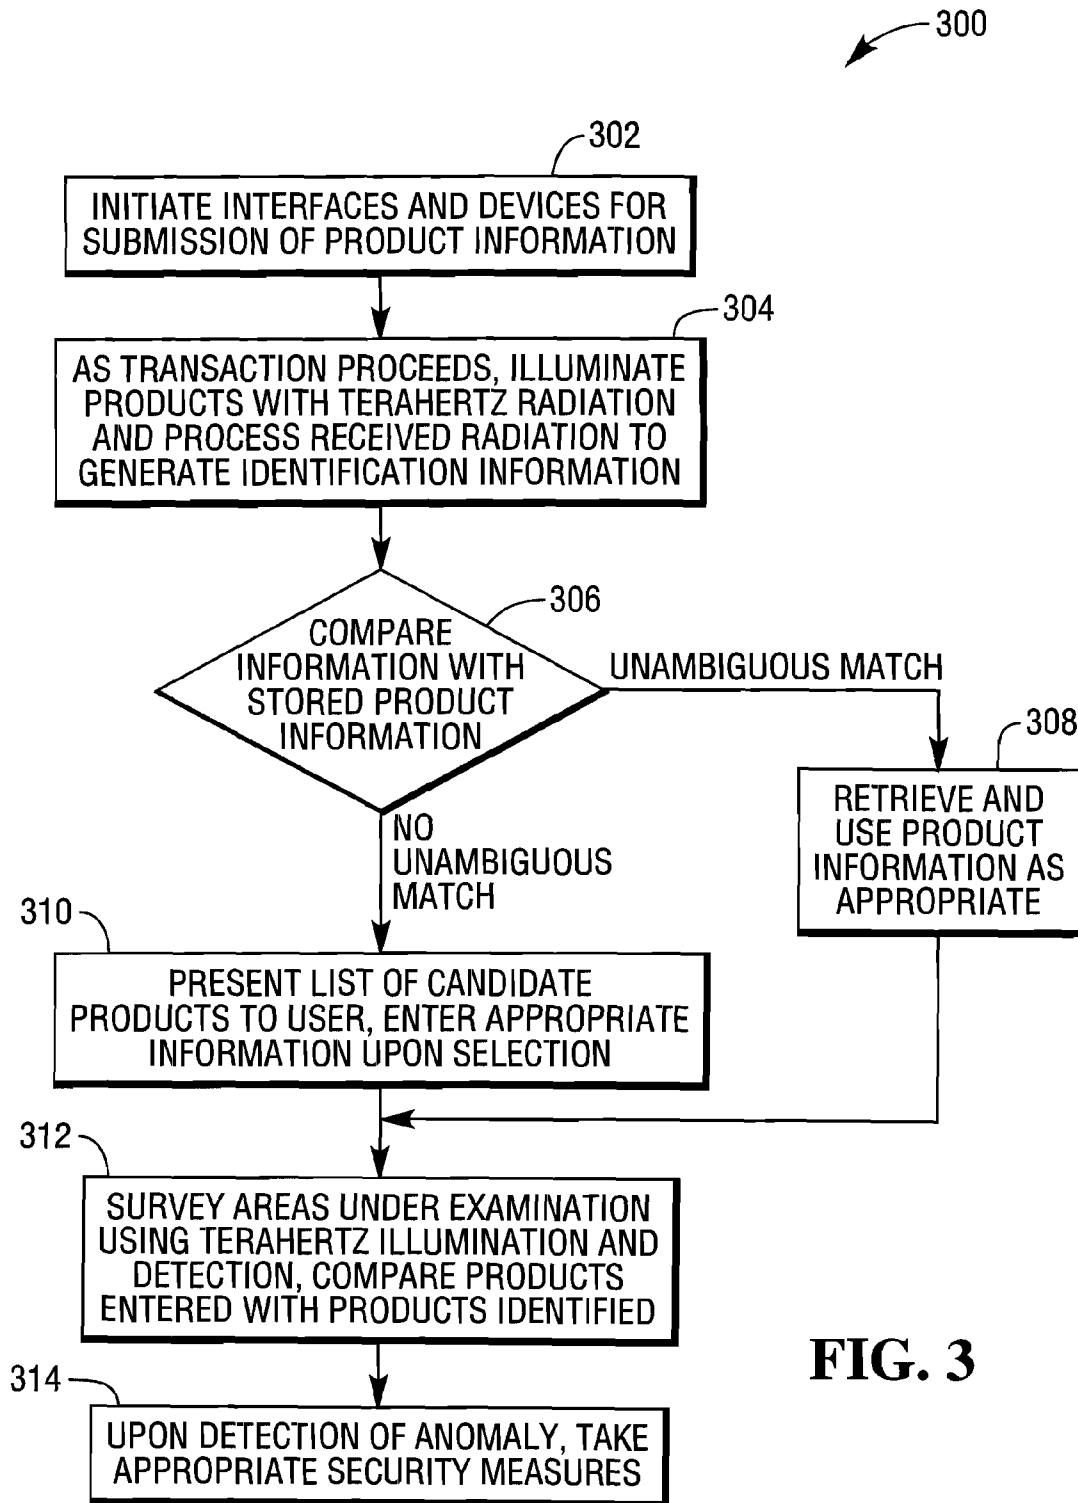 300
302
INITIATE INTERFACES AND DEVICES FOR
SUBMISSION OF PRODUCT INFORMATION
304
AS TRANSACTION PROCEEDS, ILLUMINATE
PRODUCTS WITH TERAHERTZ RADIATION
AND PROCESS RECEIVED RADIATION TO
GENERATE IDENTIFICATION INFORMATION
306
COMPARE
INFORMATION WITH
STORED PRODUCT
INFORMATION
UNAMBIGUOUS MATCH
308
RETRIEVE AND
USE PRODUCT
INFORMATION AS
APPROPRIATE
NO
UNAMBIGUOUS
MATCH
310
PRESENT LIST OF CANDIDATE
PRODUCTS TO USER, ENTER APPROPRIATE
INFORMATION UPON SELECTION
312
SURVEY AREAS UNDER EXAMINATION
USING TERAHERTZ ILLUMINATION AND
DETECTION, COMPARE PRODUCTS
ENTERED WITH PRODUCTS IDENTIFIED
314
UPON DETECTION OF ANOMALY, TAKE
APPROPRIATE SECURITY MEASURES
FIG. 3